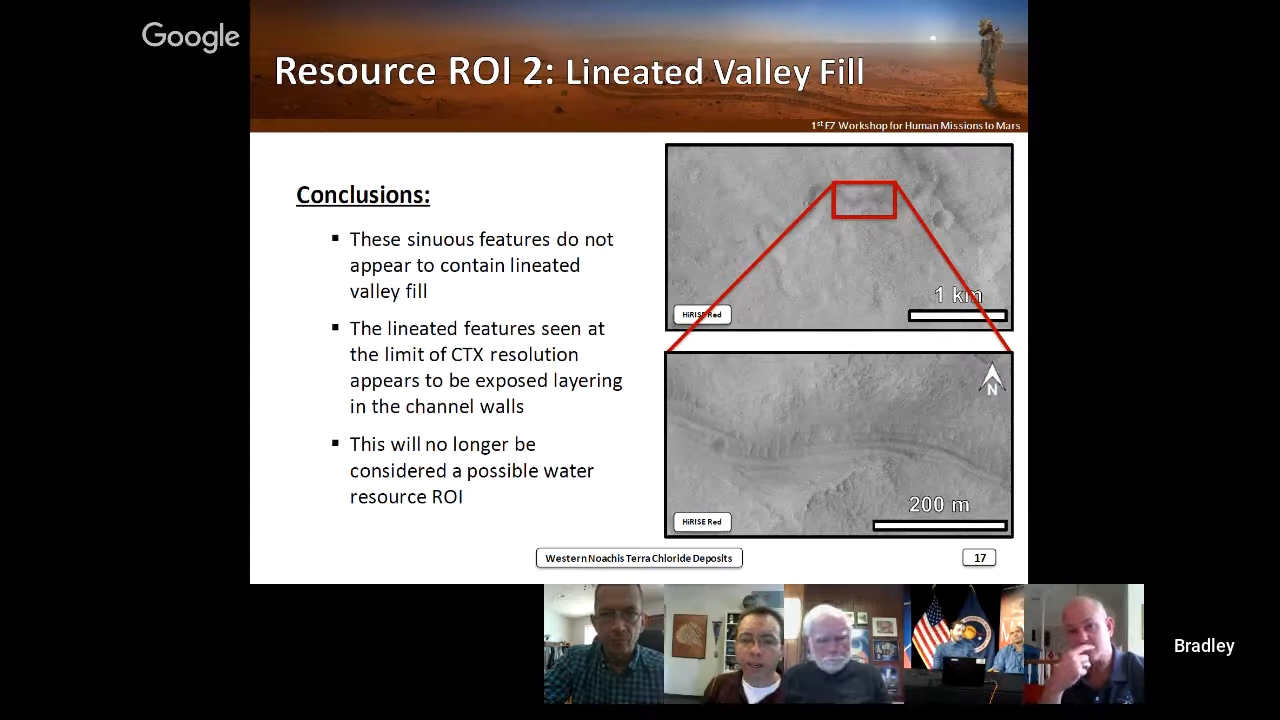 Google
Resource ROI 2: Lineated Valley Fill
1st EZ Workshop for Human Missions to Mars
Conclusions:
▪ These sinuous features do not
appear to contain lineated
valley fill
▪ The lineated features seen at
the limit of CTX resolution
appears to be exposed layering
in the channel walls
▪ This will no longer be
considered a possible water
resource ROI
1 km
HiRISE Red
N
200 m
HiRISE Red
Western Noachis Terra Chloride Deposits
17
Bradley